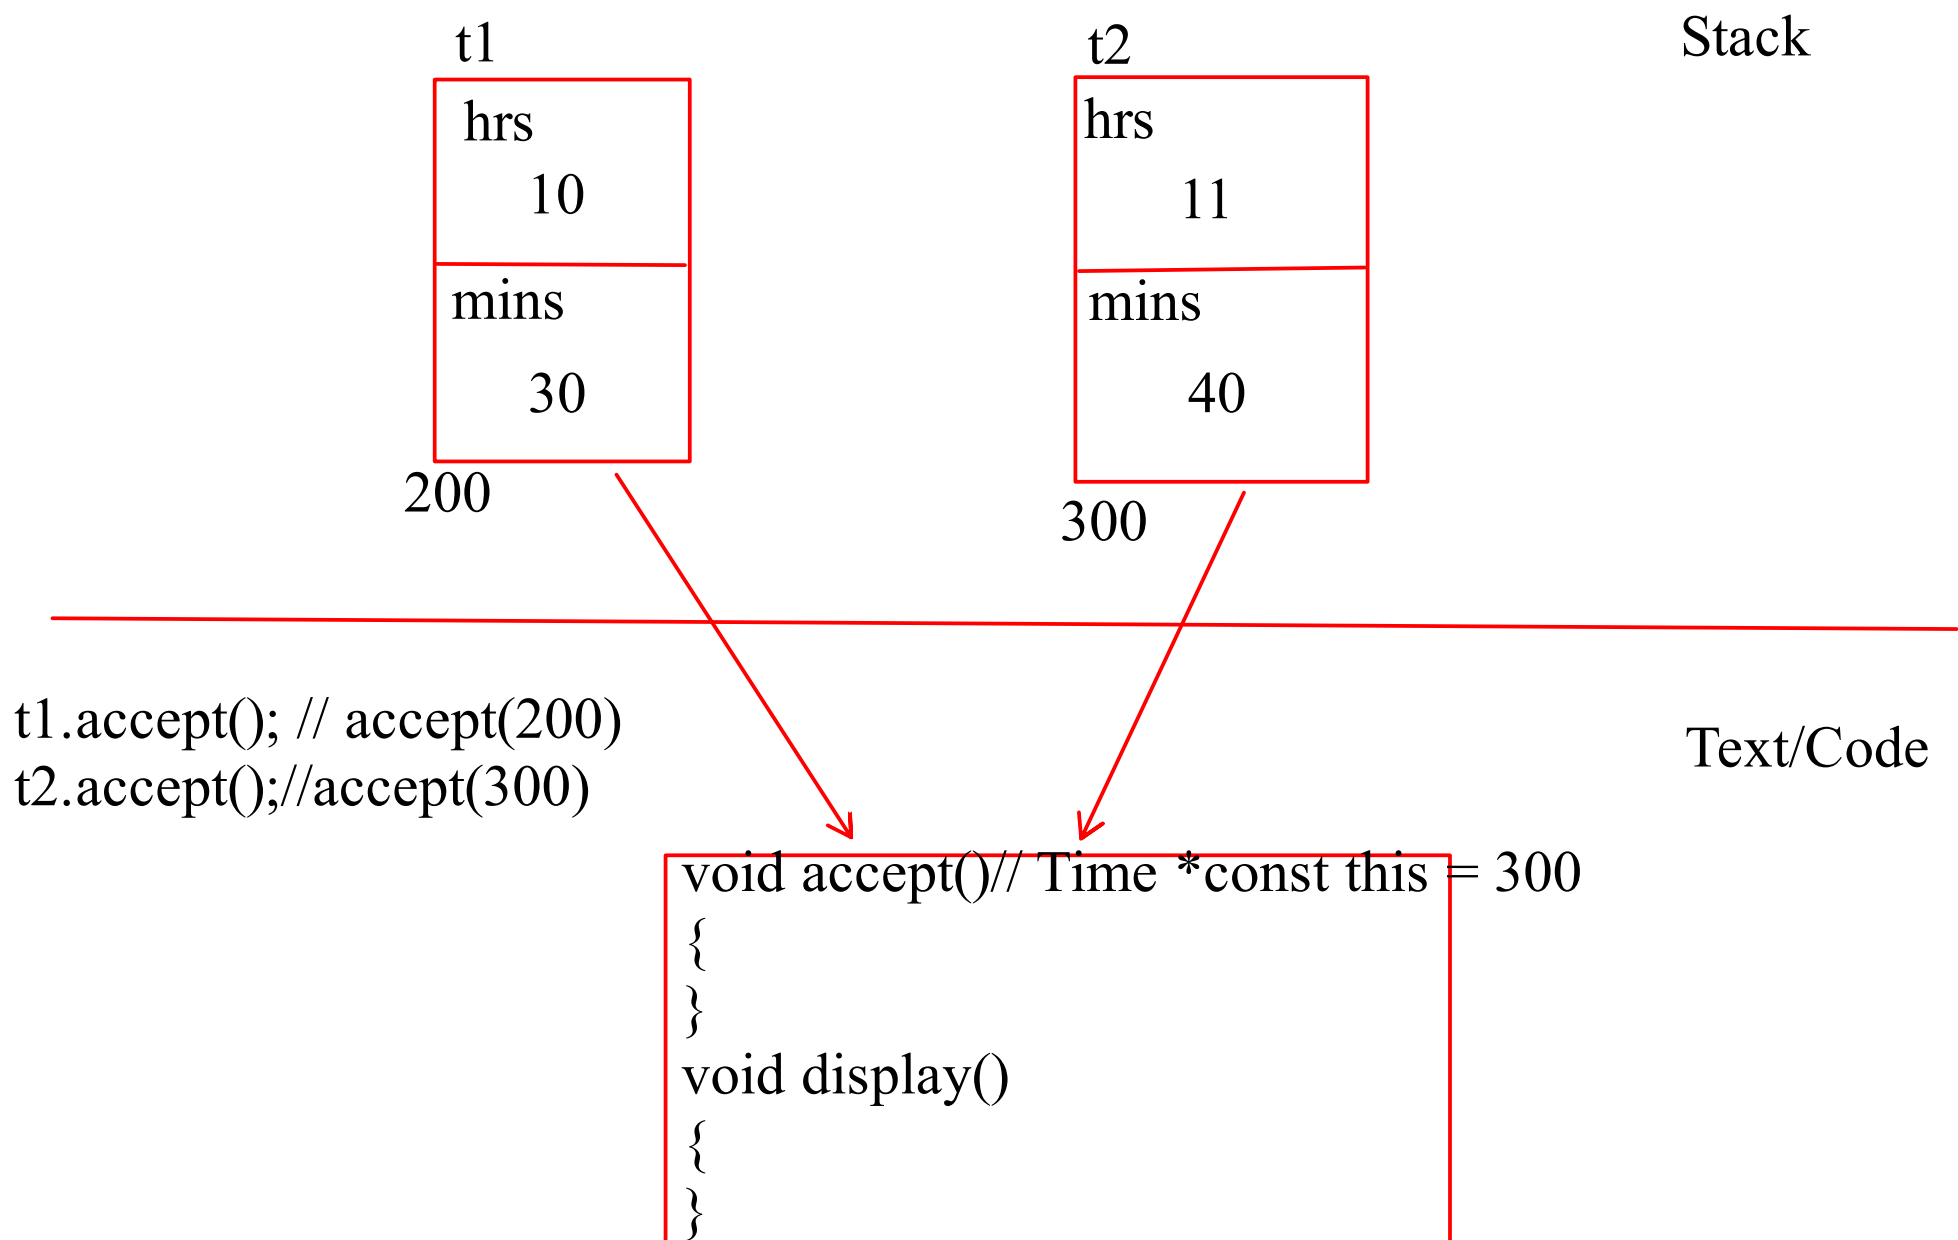 t1
t2
Stack
hrs
10
mins
30
200
hrs
11
mins
40
300
t1.accept(); // accept(200)
t2.accept();//accept(300)
Text/Code
void accept()// Time *const this = 300
{
}
void display()
{
}